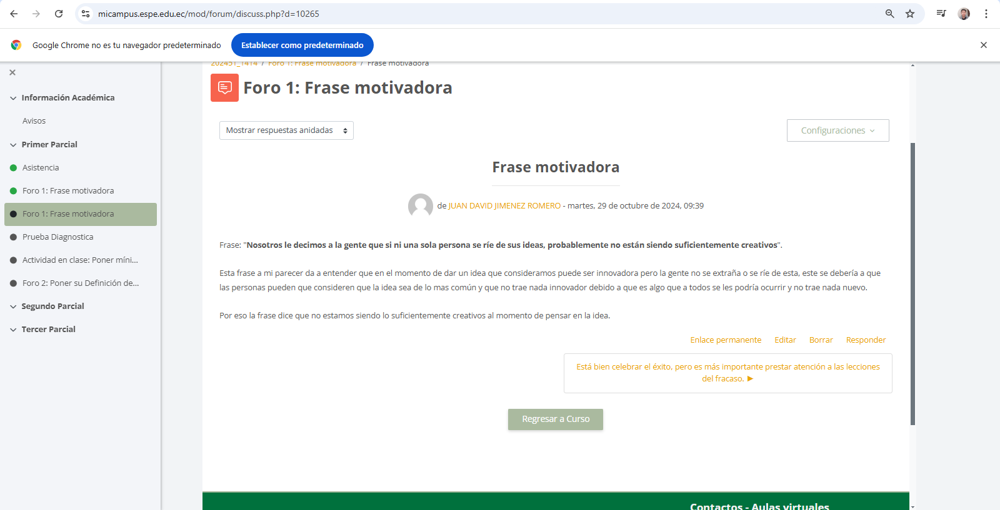 micampus.espe.edu.ec/mod/forum/discuss.php?d=10265
Google Chrome no es tu navegador predeterminado
Establecer como predeterminado
202451_1414 / Foro 1: Frase motivadora / Frase motivadora
Información Académica
Avisos
Primer Parcial
Asistencia
Foro 1: Frase motivadora
Foro 1: Frase motivadora
Prueba Diagnostica
Actividad en clase: Poner míni...
Foro 2: Poner su Definición de...
Segundo Parcial
Tercer Parcial
Foro 1: Frase motivadora
Mostrar respuestas anidadas
Configuraciones
Frase motivadora
de JUAN DAVID JIMENEZ ROMERO - martes, 29 de octubre de 2024, 09:39
Frase: "Nosotros le decimos a la gente que si ni una sola persona se ríe de sus ideas, probablemente no están siendo suficientemente creativos".
Esta frase a mi parecer da a entender que en el momento de dar un idea que consideramos puede ser innovadora pero la gente no se extraña o se ríe de esta, este se debería a que
las personas pueden que consideren que la idea sea de lo mas común y que no trae nada innovador debido a que es algo que a todos se les podría ocurrir y no trae nada nuevo.
Por eso la frase dice que no estamos siendo lo suficientemente creativos al momento de pensar en la idea.
Enlace permanente Editar Borrar Responder
Está bien celebrar el éxito, pero es más importante prestar atención a las lecciones
del fracaso. ►
Regresar a Curso
Contactos - Aulas virtuales